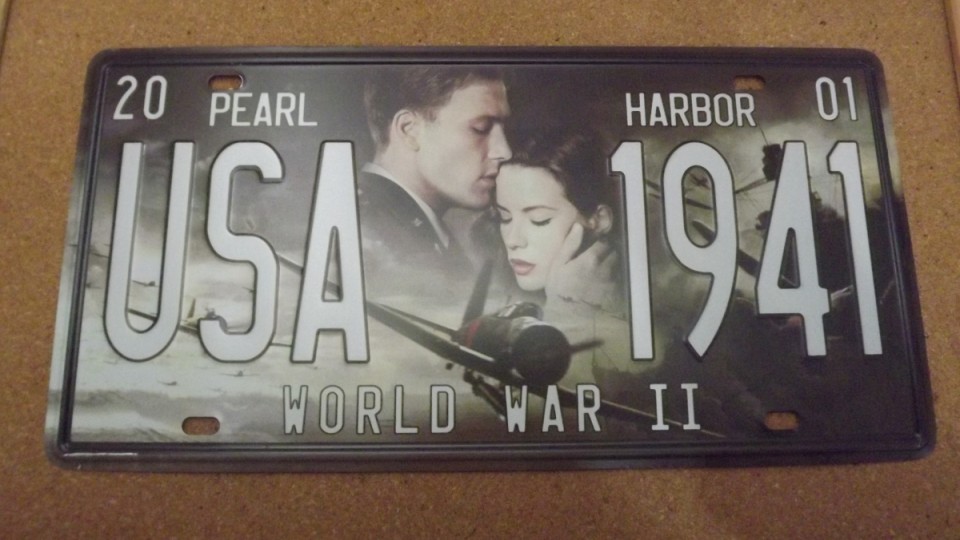 20 PEARL HARBOR 01
USA 1941
WORLD WAR II